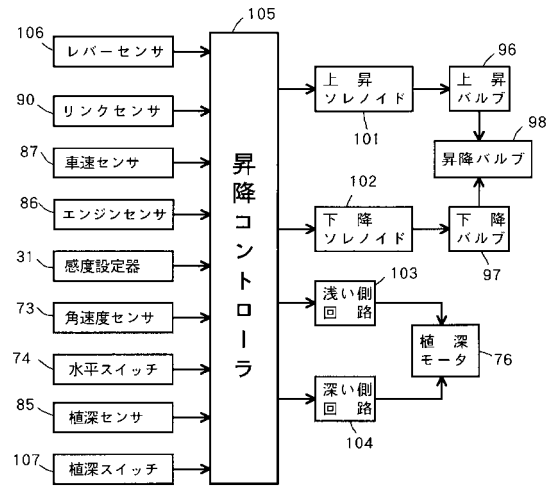 106
レバーセンサ
90
リンクセンサ
87
車速センサ
86
エンジンセンサ
31
感度設定器
73
角速度センサ
74
水平スイッチ
85
植深センサ
107
植深スイッチ
105
昇降コントローラ
上昇
ソレノイド
101
96
上昇
バルブ
98
昇降バルブ
102
下降
ソレノイド
下降
バルブ
97
103
浅い側
回路
植深
モータ
76
深い側
回路
104